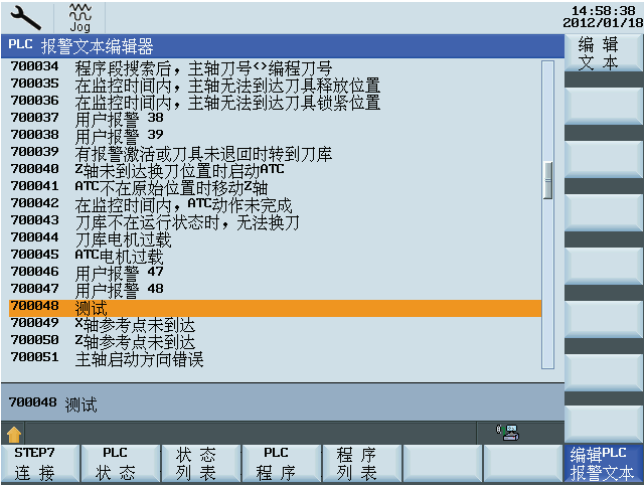 Jog
14:58:38
2012/01/18
PLC 报警文本编辑器
编 辑
文 本
700034 程序段搜索后，主轴刀号<>编程刀号
700035 在监控时间内，主轴无法到达刀具释放位置
700036 在监控时间内，主轴无法到达刀具锁紧位置
700037 用户报警 38
700038 用户报警 39
700039 有报警激活或刀具未退回时转到刀库
700040 Z轴未到达换刀位置时启动ATC
700041 ATC不在原始位置时移动Z轴
700042 在监控时间内，ATC动作未完成
700043 刀库不在运行状态时，无法换刀
700044 刀库电机过载
700045 ATC电机过载
700046 用户报警 47
700047 用户报警 48
700048 测试
700049 X轴参考点未到达
700050 Z轴参考点未到达
700051 主轴启动方向错误
700048 测试
STEP7
连 接
PLC
状 态
状 态
列 表
PLC
程 序
程 序
列 表
编辑PLC
报警文本